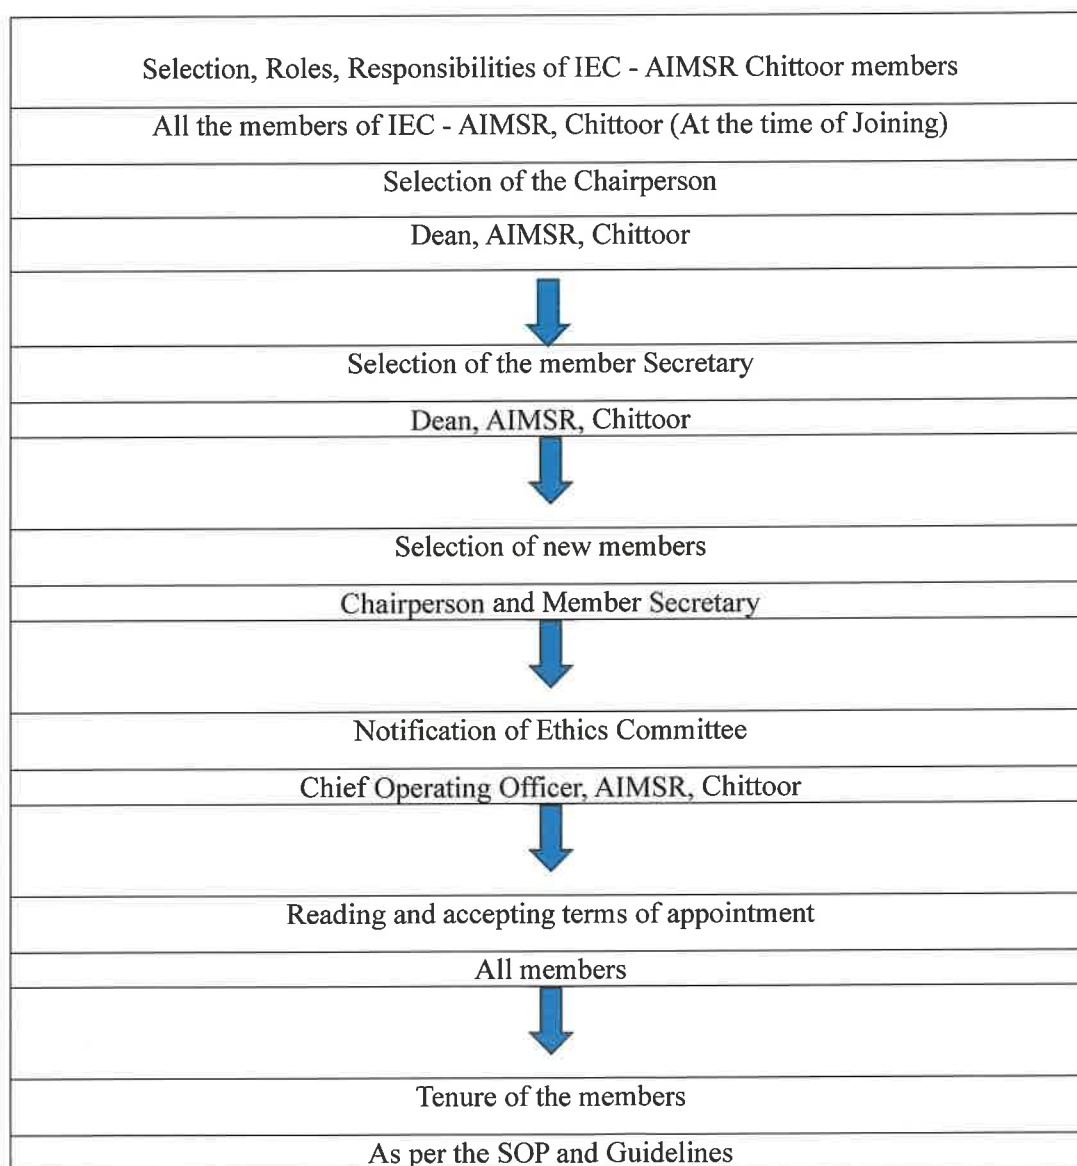 Selection, Roles, Responsibilities of IEC - AIMSR Chittoor members
All the members of IEC - AIMSR, Chittoor (At the time of Joining)
Selection of the Chairperson
Dean, AIMSR, Chittoor
Selection of the member Secretary
Dean, AIMSR, Chittoor
Selection of new members
Chairperson and Member Secretary
Notification of Ethics Committee
Chief Operating Officer, AIMSR, Chittoor
Reading and accepting terms of appointment
All members
Tenure of the members
As per the SOP and Guidelines